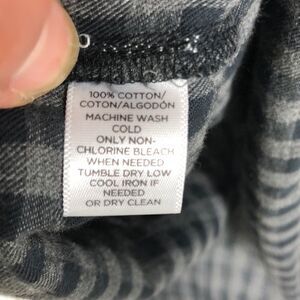 100% COTTON/
COTON/ALGODÓN
MACHINE WASH
COLD
ONLY NON-
CHLORINE BLEACH
WHEN NEEDED
TUMBLE DRY LOW
COOL IRON IF
NEEDED
OR DRY CLEAN